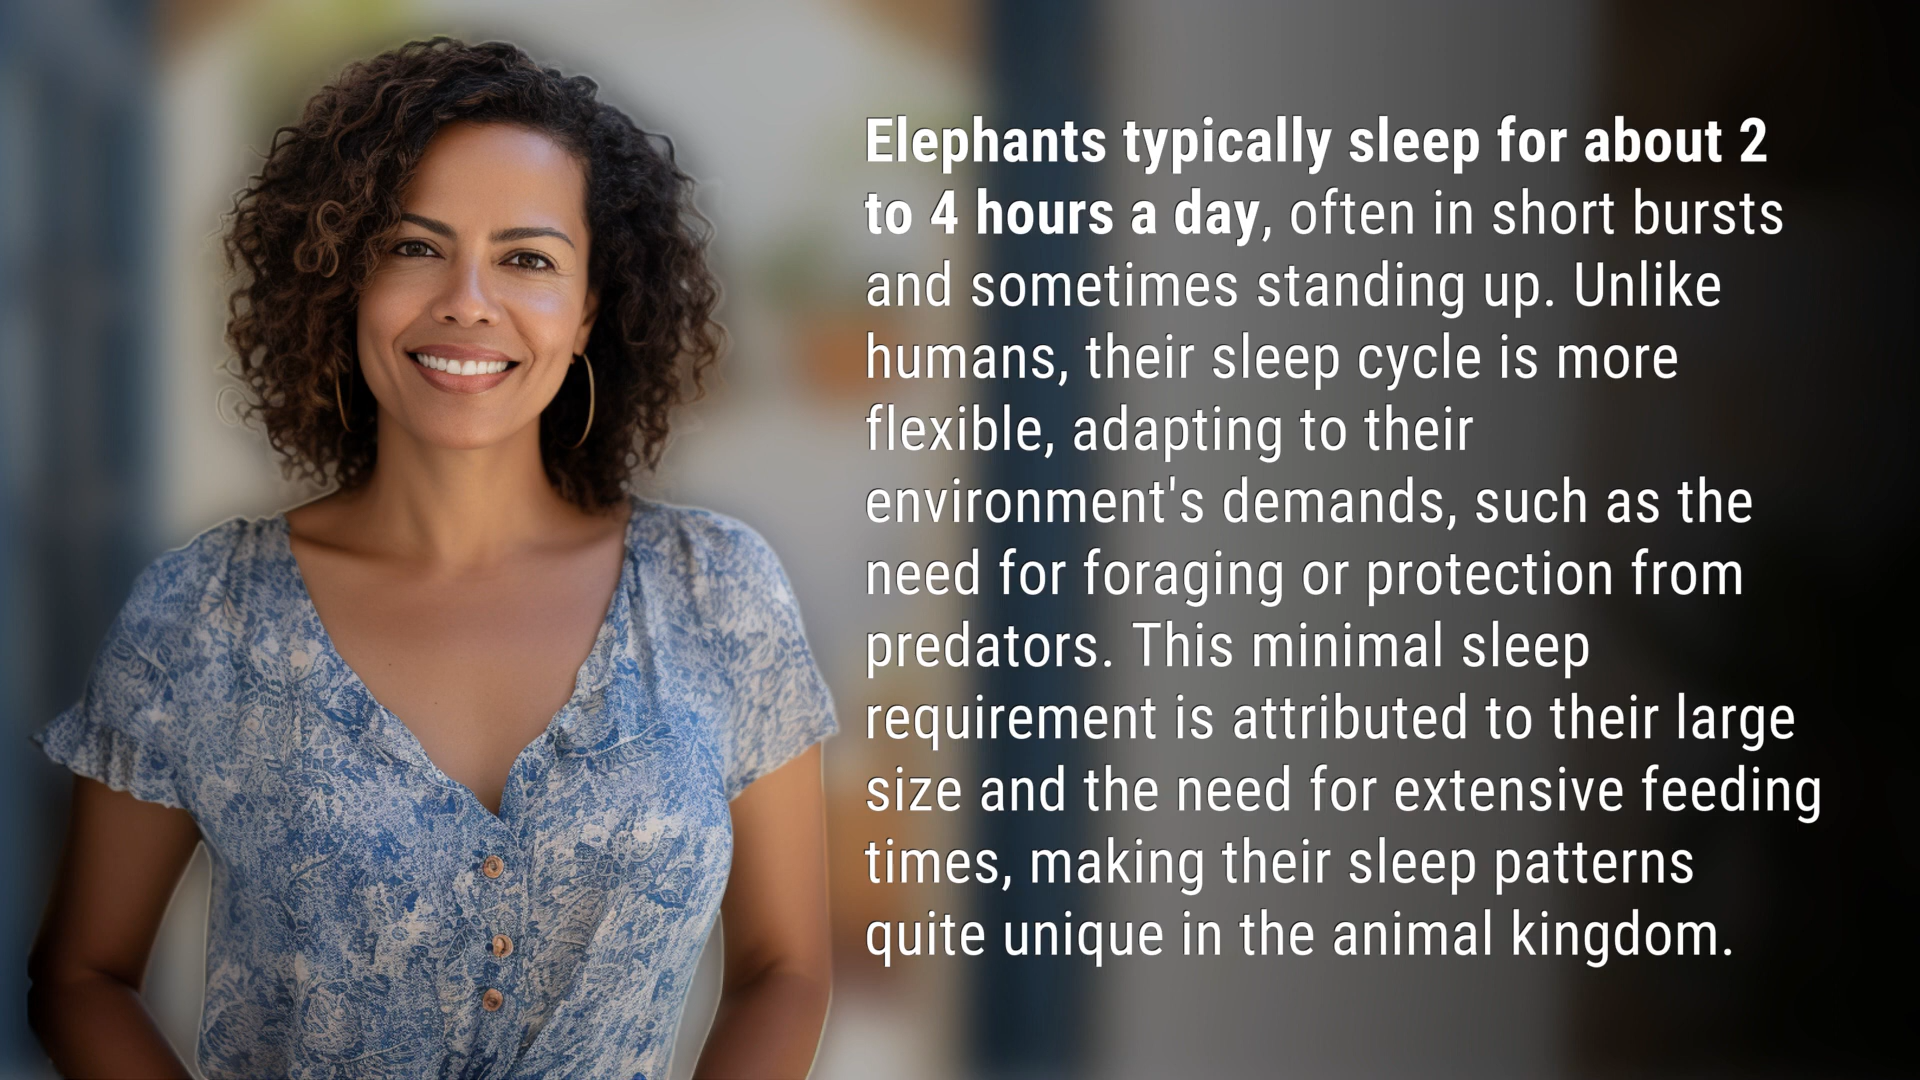 Elephants typically sleep for about 2
to 4 hours a day, often in short bursts
and sometimes standing up. Unlike
humans, their sleep cycle is more
flexible, adapting to their
environment's demands, such as the
need for foraging or protection from
predators. This minimal sleep
requirement is attributed to their large
size and the need for extensive feeding
times, making their sleep patterns
quite unique in the animal kingdom.